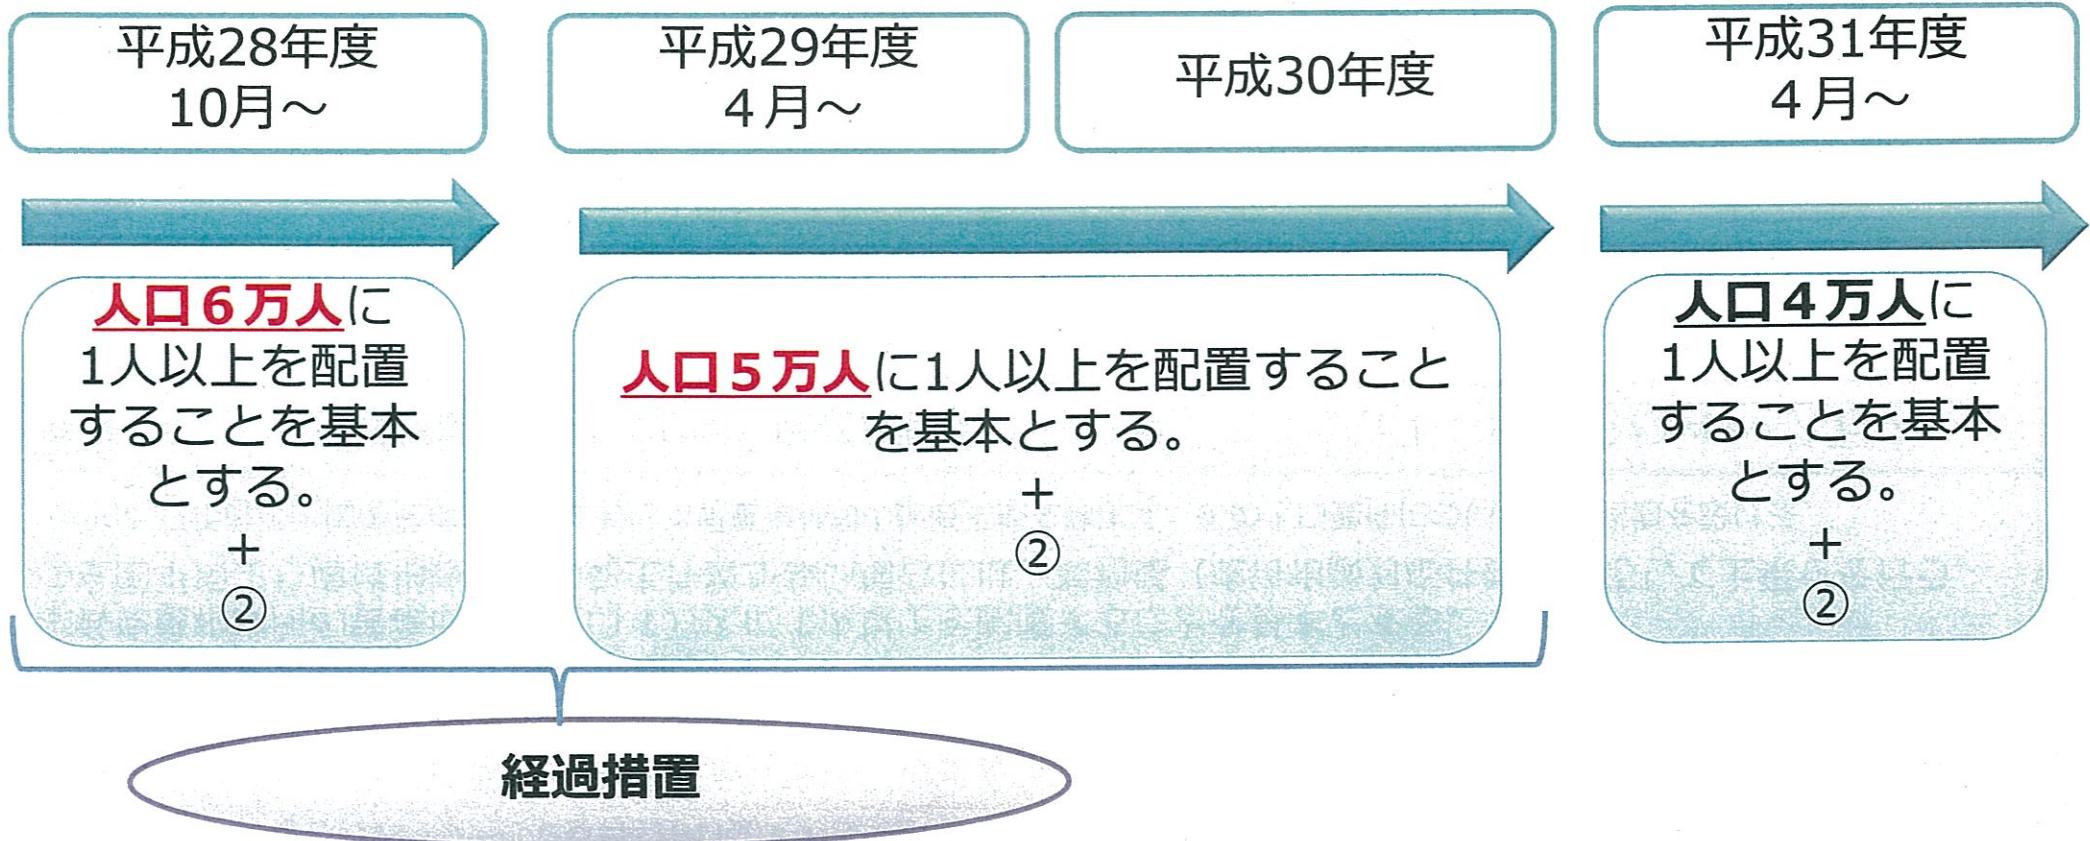 平成28年度
10月～
平成29年度
４月～
平成30年度
平成31年度
４月～
人口６万人に
1人以上を配置
することを基本
とする。
+
②
人口５万人に1人以上を配置すること
を基本とする。
+
②
人口４万人に
1人以上を配置
することを基本
とする。
+
②
経過措置